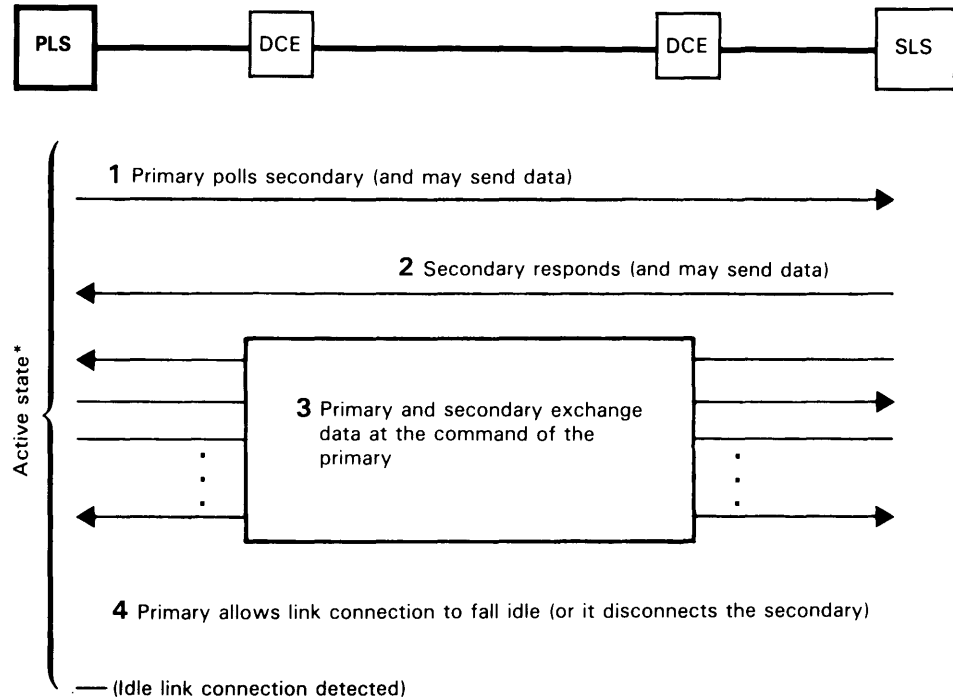 PLS DCE DCE SLS
1 Primary polls secondary (and may send data)
2 Secondary responds (and may send data)
Active state*
3 Primary and secondary exchange
data at the command of the
primary
4 Primary allows link connection to fall idle (or it disconnects the secondary)
(Idle link connection detected)